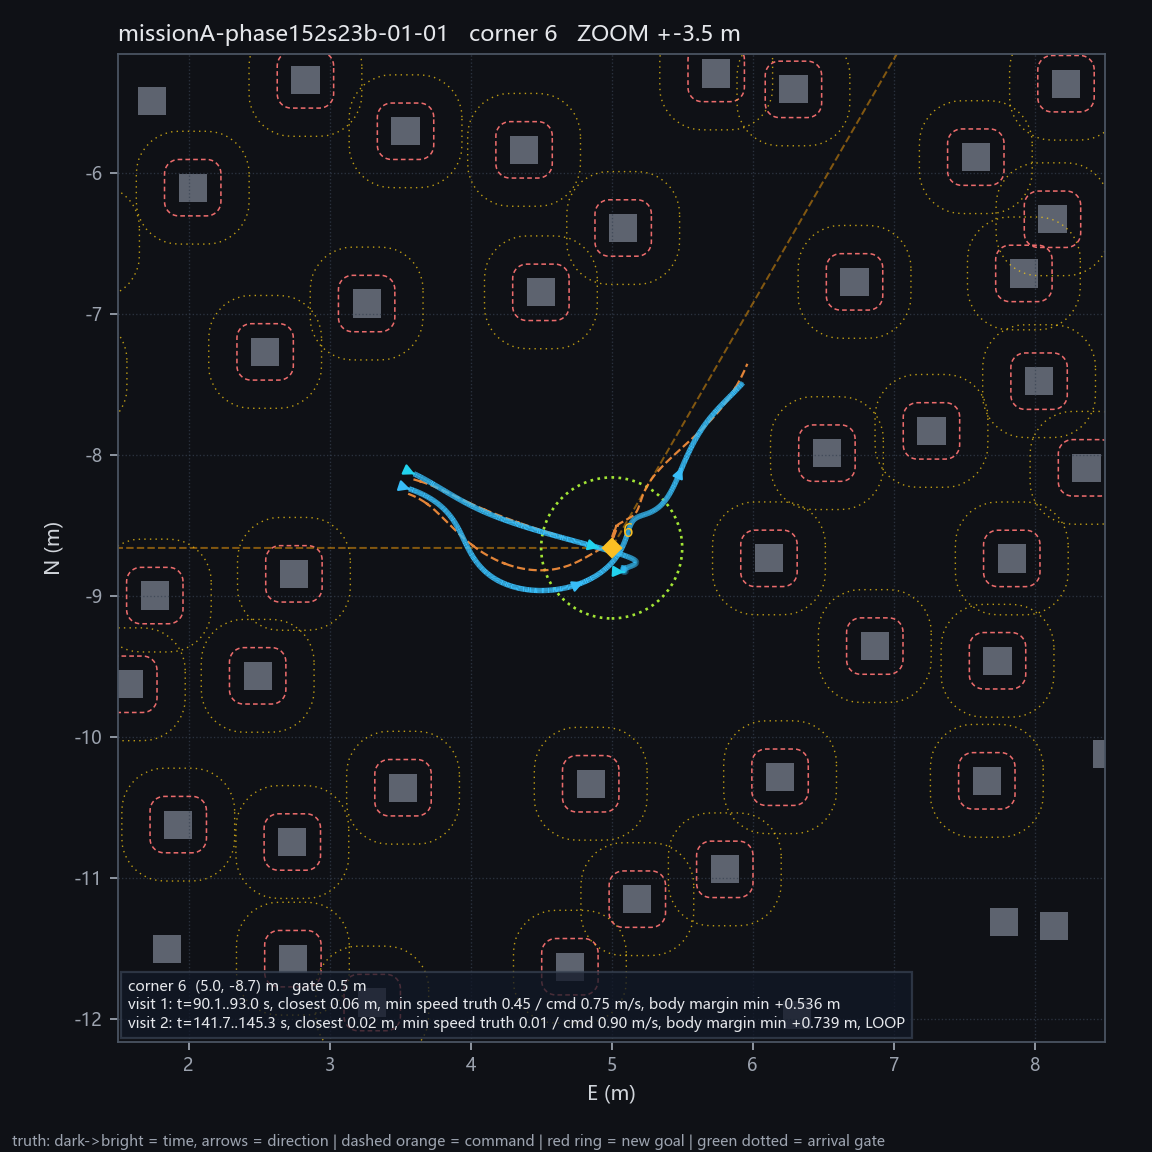 missionA-phase152s23b-01-01 corner 6 ZOOM +-3.5 m
-6
-7
-8
-9
-10
-11
-12
N (m)
6
corner 6 (5.0, -8.7) m gate 0.5 m
visit 1: t=90.1..93.0 s, closest 0.06 m, min speed truth 0.45 / cmd 0.75 m/s, body margin min +0.536 m
visit 2: t=141.7..145.3 s, closest 0.02 m, min speed truth 0.01 / cmd 0.90 m/s, body margin min +0.739 m, LOOP
2 3 4 5 6 7 8
E (m)
truth: dark->bright = time, arrows = direction | dashed orange = command | red ring = new goal | green dotted = arrival gate